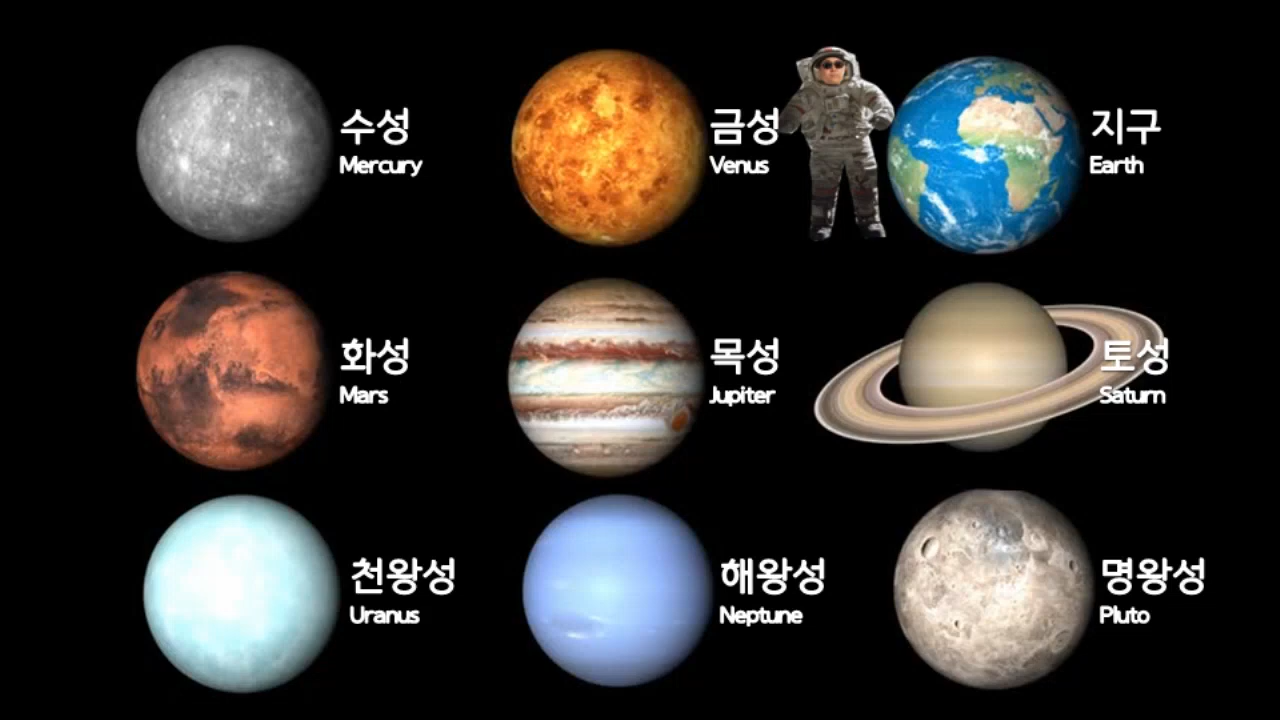 수성
Mercury
금성
Venus
지구
Earth
화성
Mars
목성
Jupiter
토성
Saturn
천왕성
Uranus
해왕성
Neptune
명왕성
Pluto